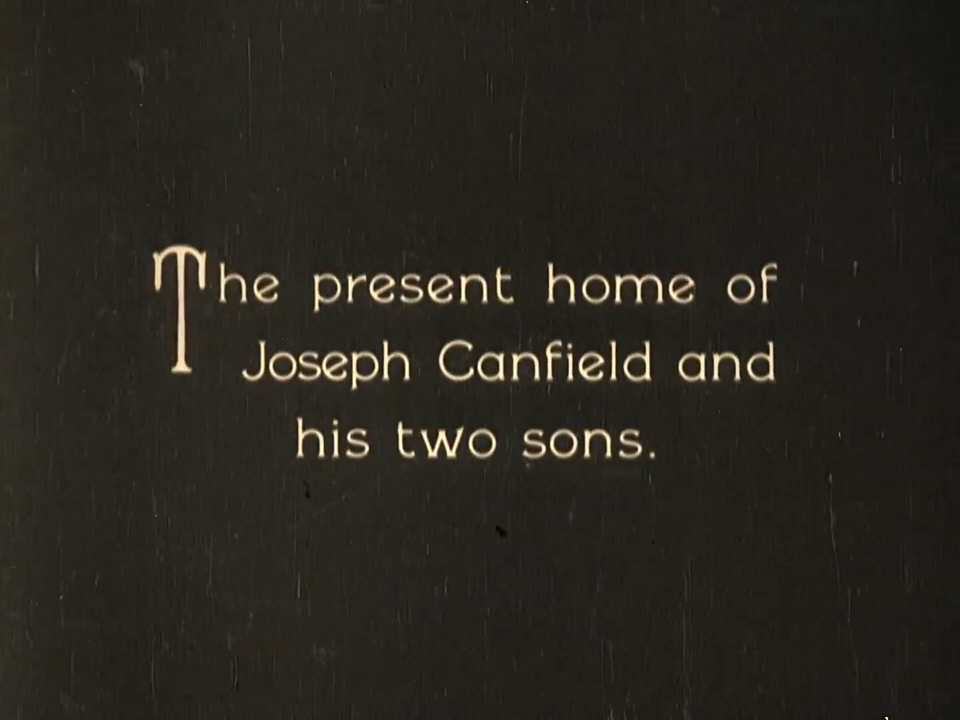 The present home of
Joseph Canfield and
his two sons.